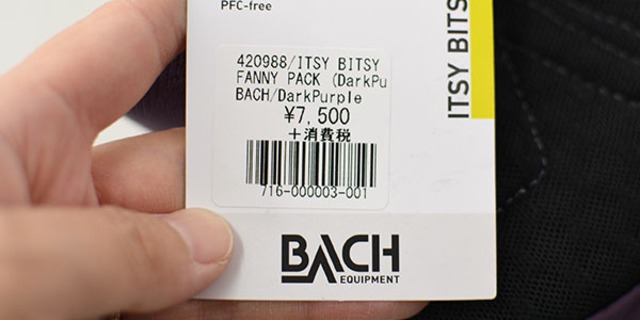 PFC-free
420988/ITSY BITSY
FANNY PACK (DarkPu
BACH/DarkPurple
¥7,500
+消費税
716-000003-001
ITSY BITS
BACH
EQUIPMENT